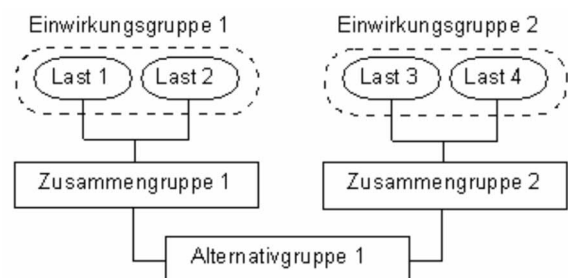 Einwirkungsgruppe 1
Einwirkungsgruppe 2
Last 1
Last 2
Last 3
Last 4
Zusammengruppe 1
Zusammengruppe 2
Alternativgruppe 1